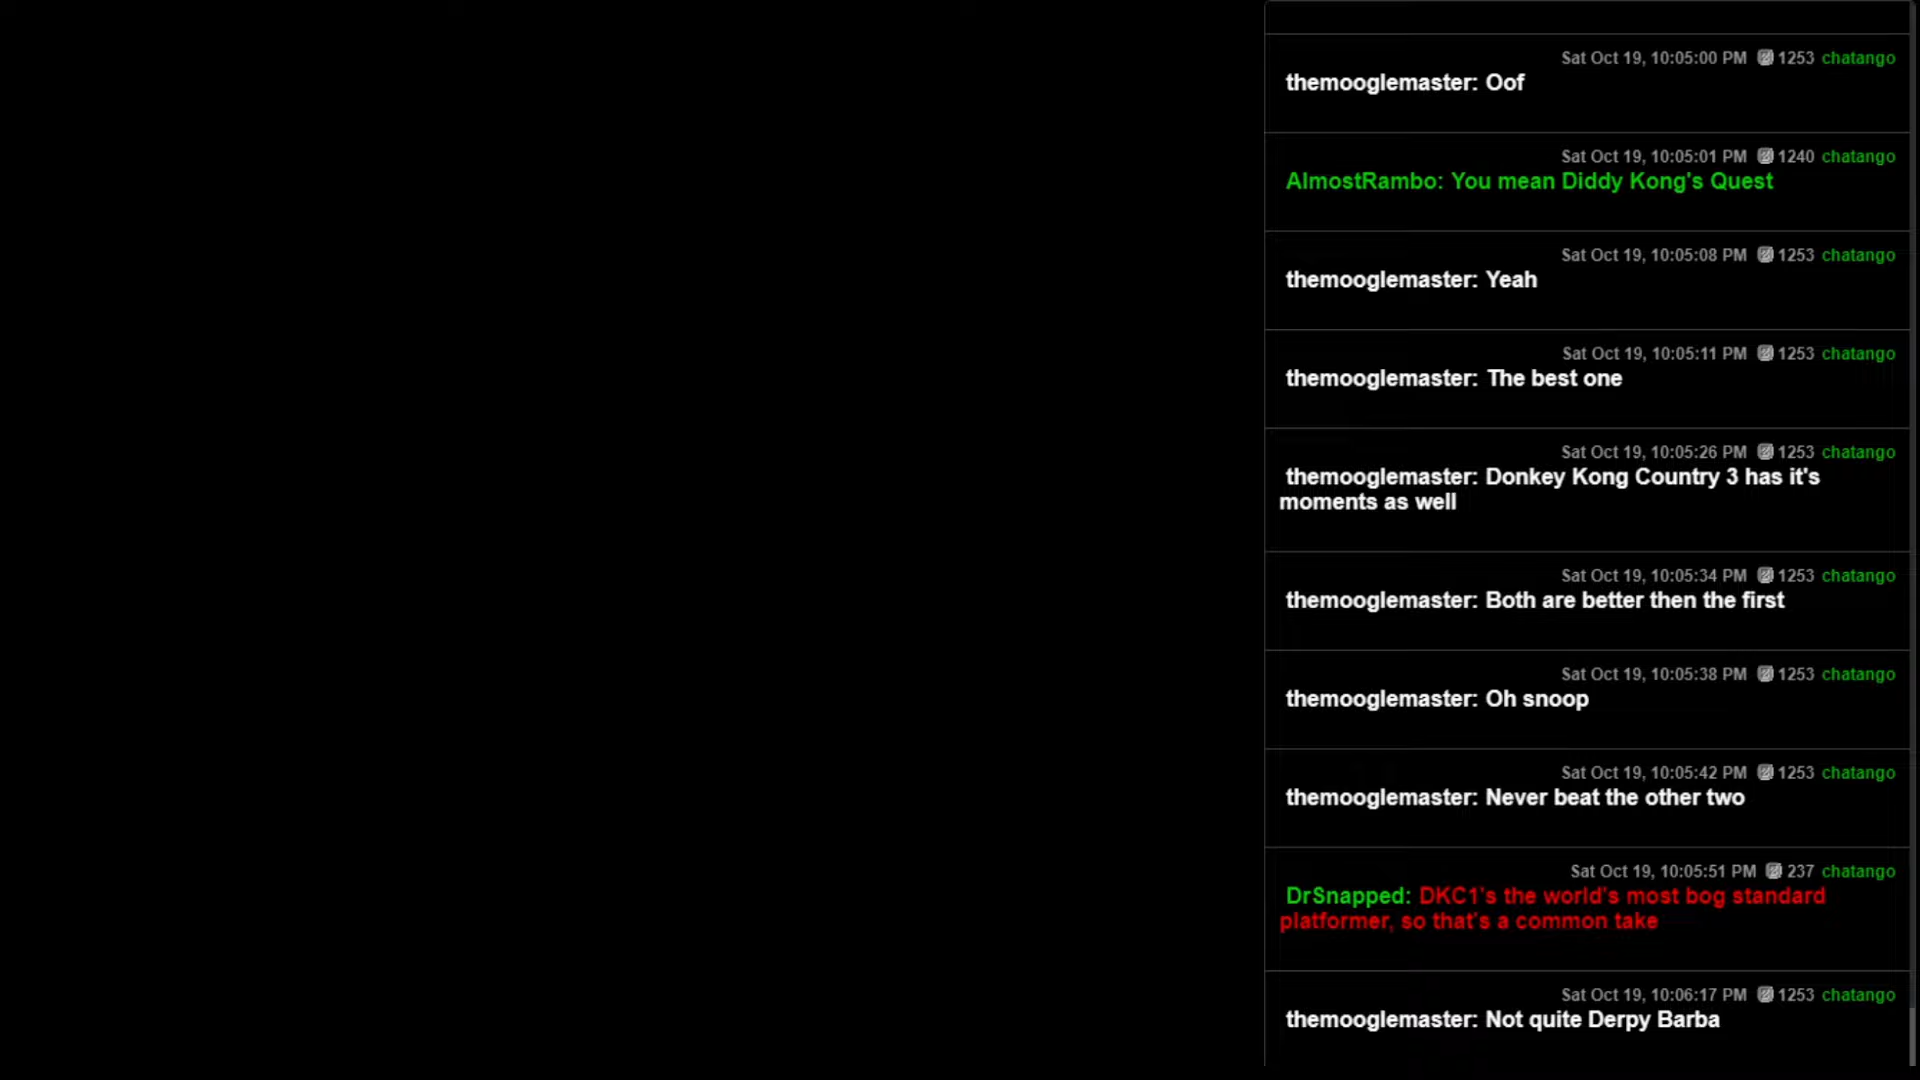 Sat Oct 19, 10:05:00 PM 1253 chatango
themooglemaster: Oof
Sat Oct 19, 10:05:01 PM 1240 chatango
AlmostRambo: You mean Diddy Kong's Quest
Sat Oct 19, 10:05:08 PM 1253 chatango
themooglemaster: Yeah
Sat Oct 19, 10:05:11 PM 1253 chatango
themooglemaster: The best one
Sat Oct 19, 10:05:26 PM 1253 chatango
themooglemaster: Donkey Kong Country 3 has it's
moments as well
Sat Oct 19, 10:05:34 PM 1253 chatango
themooglemaster: Both are better then the first
Sat Oct 19, 10:05:38 PM 1253 chatango
themooglemaster: Oh snoop
Sat Oct 19, 10:05:42 PM 1253 chatango
themooglemaster: Never beat the other two
Sat Oct 19, 10:05:51 PM 237 chatango
DrSnapped: DKC1's the world's most bog standard
platformer, so that's a common take
Sat Oct 19, 10:06:17 PM 1253 chatango
themooglemaster: Not quite Derpy Barba